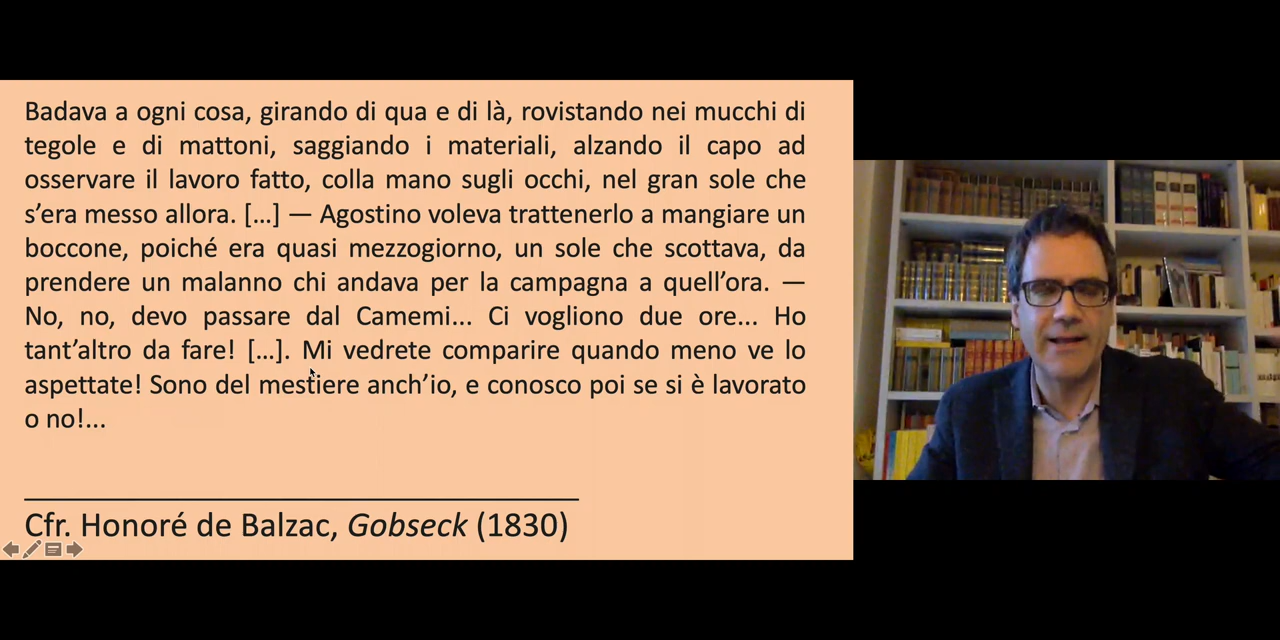 Badava a ogni cosa, girando di qua e di là, rovistando nei mucchi di
tegole e di mattoni, saggiando i materiali, alzando il capo ad
osservare il lavoro fatto, colla mano sugli occhi, nel gran sole che
s’era messo allora. [...] — Agostino voleva trattenerlo a mangiare un
boccone, poiché era quasi mezzogiorno, un sole che scottava, da
prendere un malanno chi andava per la campagna a quell’ora. —
No, no, devo passare dal Camemi... Ci vogliono due ore... Ho
tant’altro da fare! [...]. Mi vedrete comparire quando meno ve lo
aspettate! Sono del mestiere anch’io, e conosco poi se si è lavorato
o no!...
Cfr. Honoré de Balzac, Gobseck (1830)